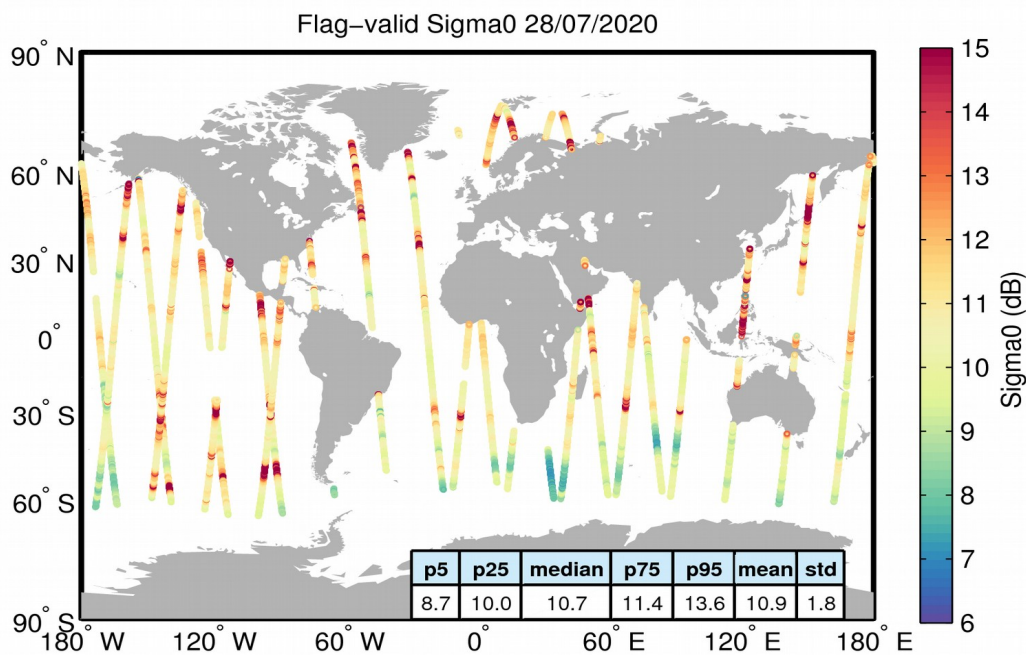 Flag-valid Sigma0 28/07/2020
90° N
60° N
30° N
0°
30° S
60° S
90° S
180° W
120° W
60° W
0°
60° E
120° E
180° E
p5 p25 median p75 p95 mean std
8.7 10.0 10.7 11.4 13.6 10.9 1.8
15
14
13
12
11
10
9
8
7
6
Sigma0 (dB)